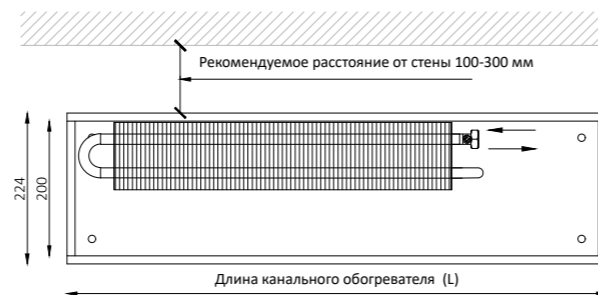 Рекомендуемое расстояние от стены 100-300 мм
224
200
Длина канального обогревателя (L)